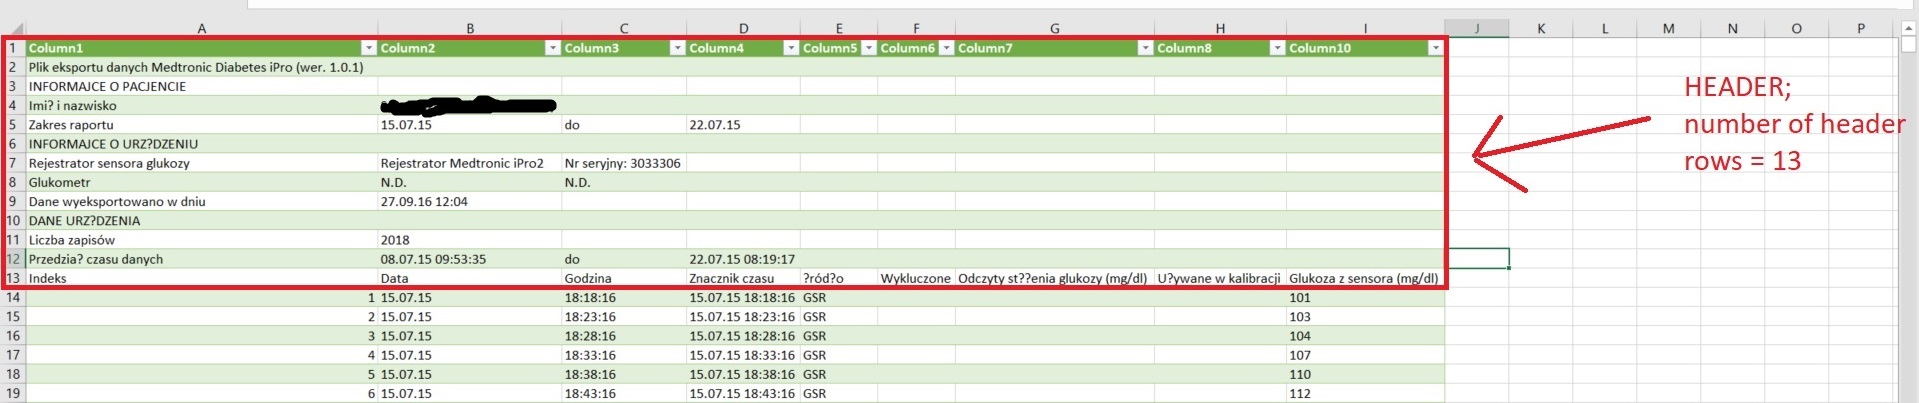 A B C D E F G H I J K L M N O P
1 Column1 Column2 Column3 Column4 Column5 Column6 Column7 Column8 Column10
2 Plik eksportu danych Medtronic Diabetes iPro (wer. 1.0.1)
3 INFORMAJCE O PACJENCIE
4 Imi? i nazwisko
5 Zakres raportu 15.07.15 do 22.07.15
6 INFORMAJCE O URZ?DZENIU
7 Rejestrator sensora glukozy Rejestrator Medtronic iPro2 Nr seryjny: 3033306
8 Glukometr N.D. N.D.
9 Dane wyeksportowano w dniu 27.09.16 12:04
10 DANE URZ?DZENIA
11 Liczba zapisów 2018
12 Przedzia? czasu danych 08.07.15 09:53:35 do 22.07.15 08:19:17
13 Indeks Data Godzina Znacznik czasu ?ród?o Wykluczone Odczyty st??enia glukozy (mg/dl) U?ywane w kalibracji Glukoza z sensora (mg/dl)
14 1 15.07.15 18:18:16 15.07.15 18:18:16 GSR 101
15 2 15.07.15 18:23:16 15.07.15 18:23:16 GSR 103
16 3 15.07.15 18:28:16 15.07.15 18:28:16 GSR 104
17 4 15.07.15 18:33:16 15.07.15 18:33:16 GSR 107
18 5 15.07.15 18:38:16 15.07.15 18:38:16 GSR 110
19 6 15.07.15 18:43:16 15.07.15 18:43:16 GSR 112
HEADER;
number of header
rows = 13